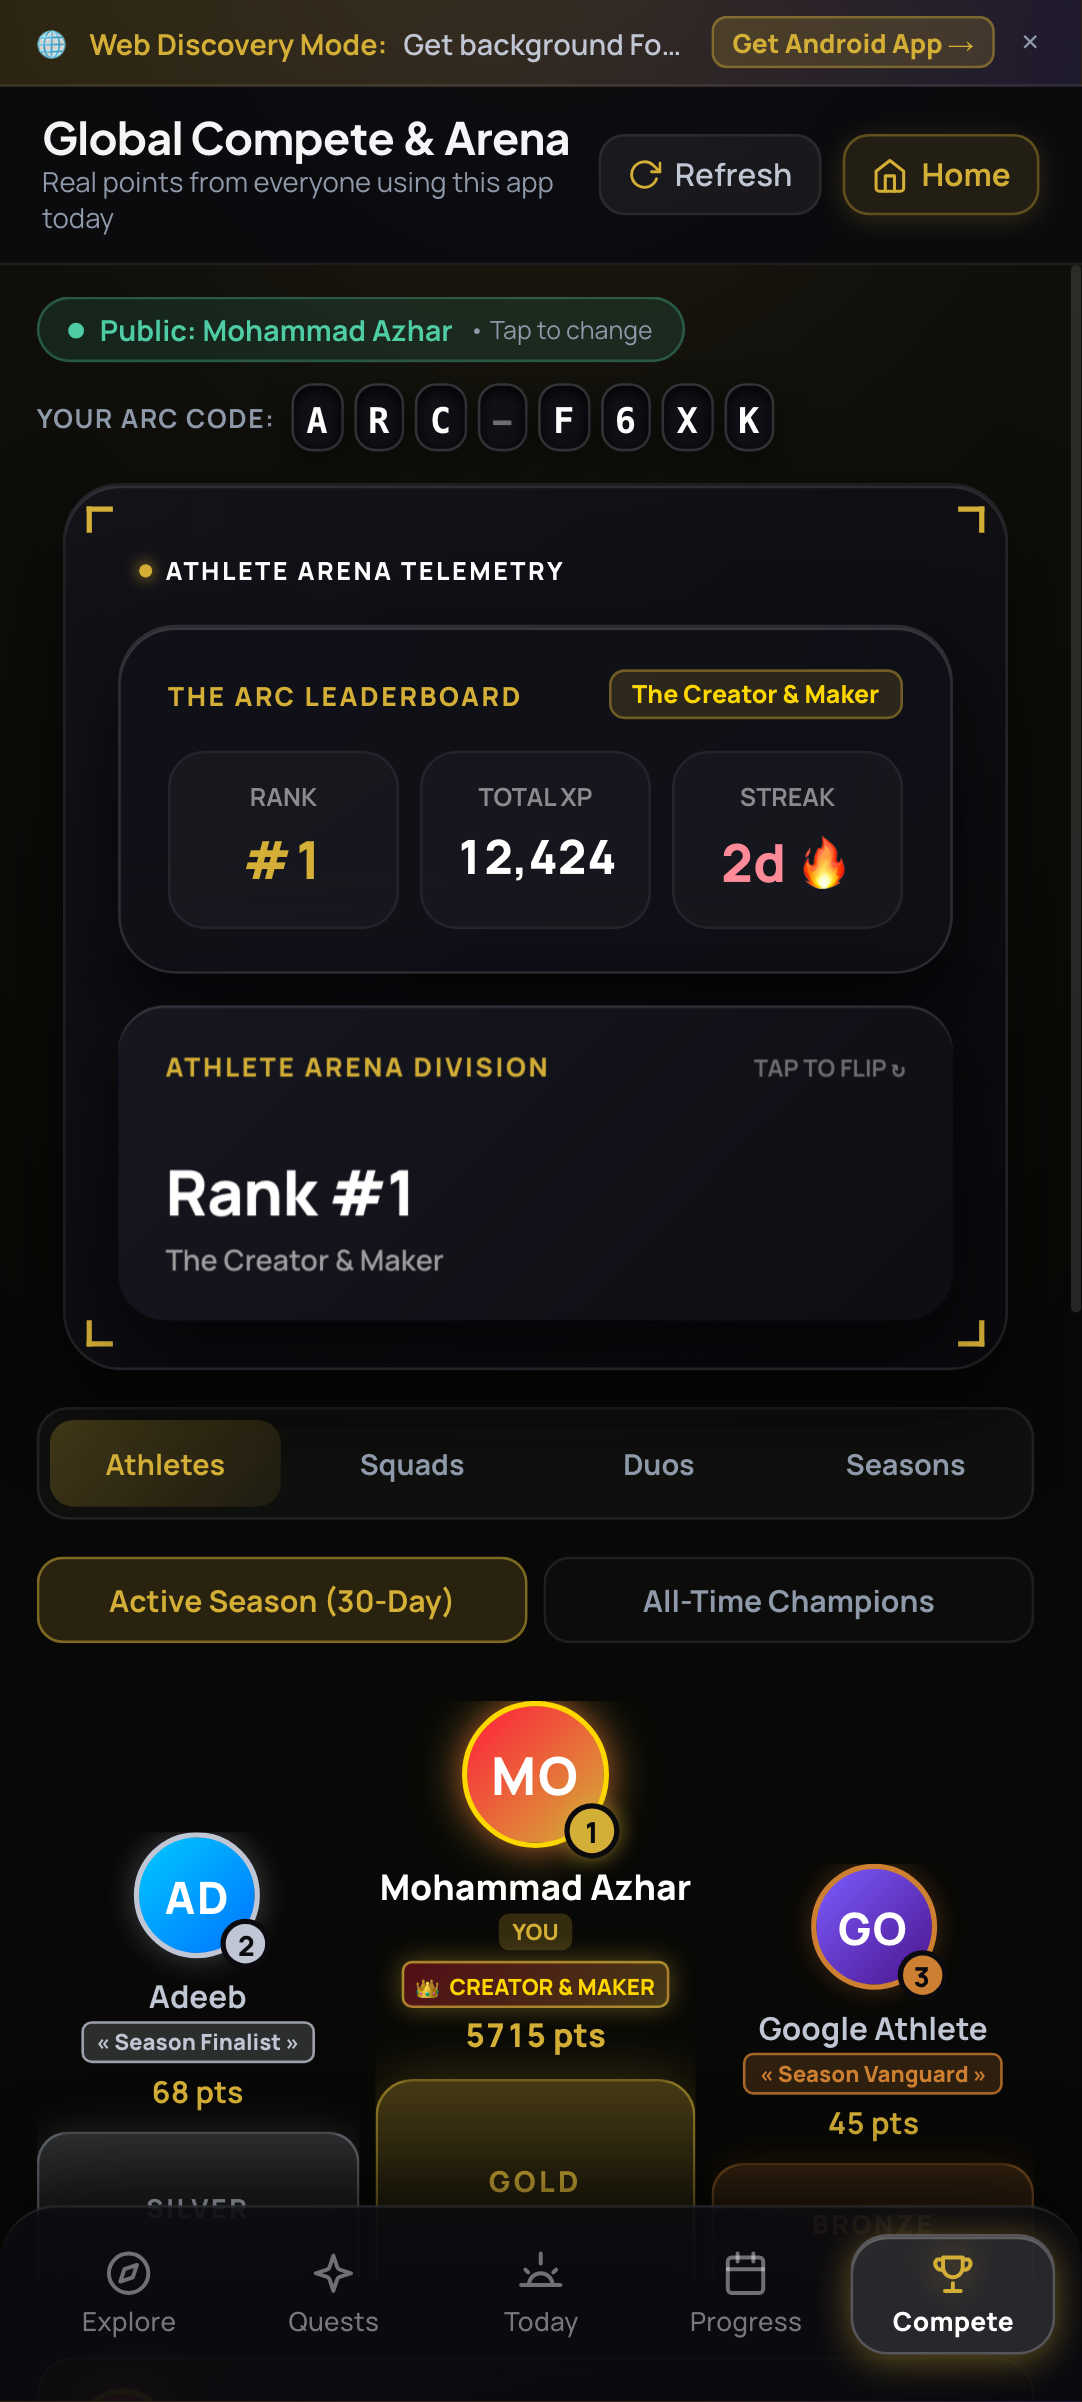 Web Discovery Mode: Get background Fo...
Get Android App →
×
Global Compete & Arena
Real points from everyone using this app
today
Refresh
Home
Public: Mohammad Azhar • Tap to change
YOUR ARC CODE: A R C – F 6 X K
ATHLETE ARENA TELEMETRY
THE ARC LEADERBOARD
The Creator & Maker
RANK
#1
TOTAL XP
12,424
STREAK
2d 🔥
ATHLETE ARENA DIVISION
TAP TO FLIP ↻
Rank #1
The Creator & Maker
Athletes
Squads
Duos
Seasons
Active Season (30-Day)
All-Time Champions
MO
1
Mohammad Azhar
YOU
👑 CREATOR & MAKER
5715 pts
GOLD
AD
2
Adeeb
« Season Finalist »
68 pts
SILVER
GO
3
Google Athlete
« Season Vanguard »
45 pts
BRONZE
Explore
Quests
Today
Progress
Compete